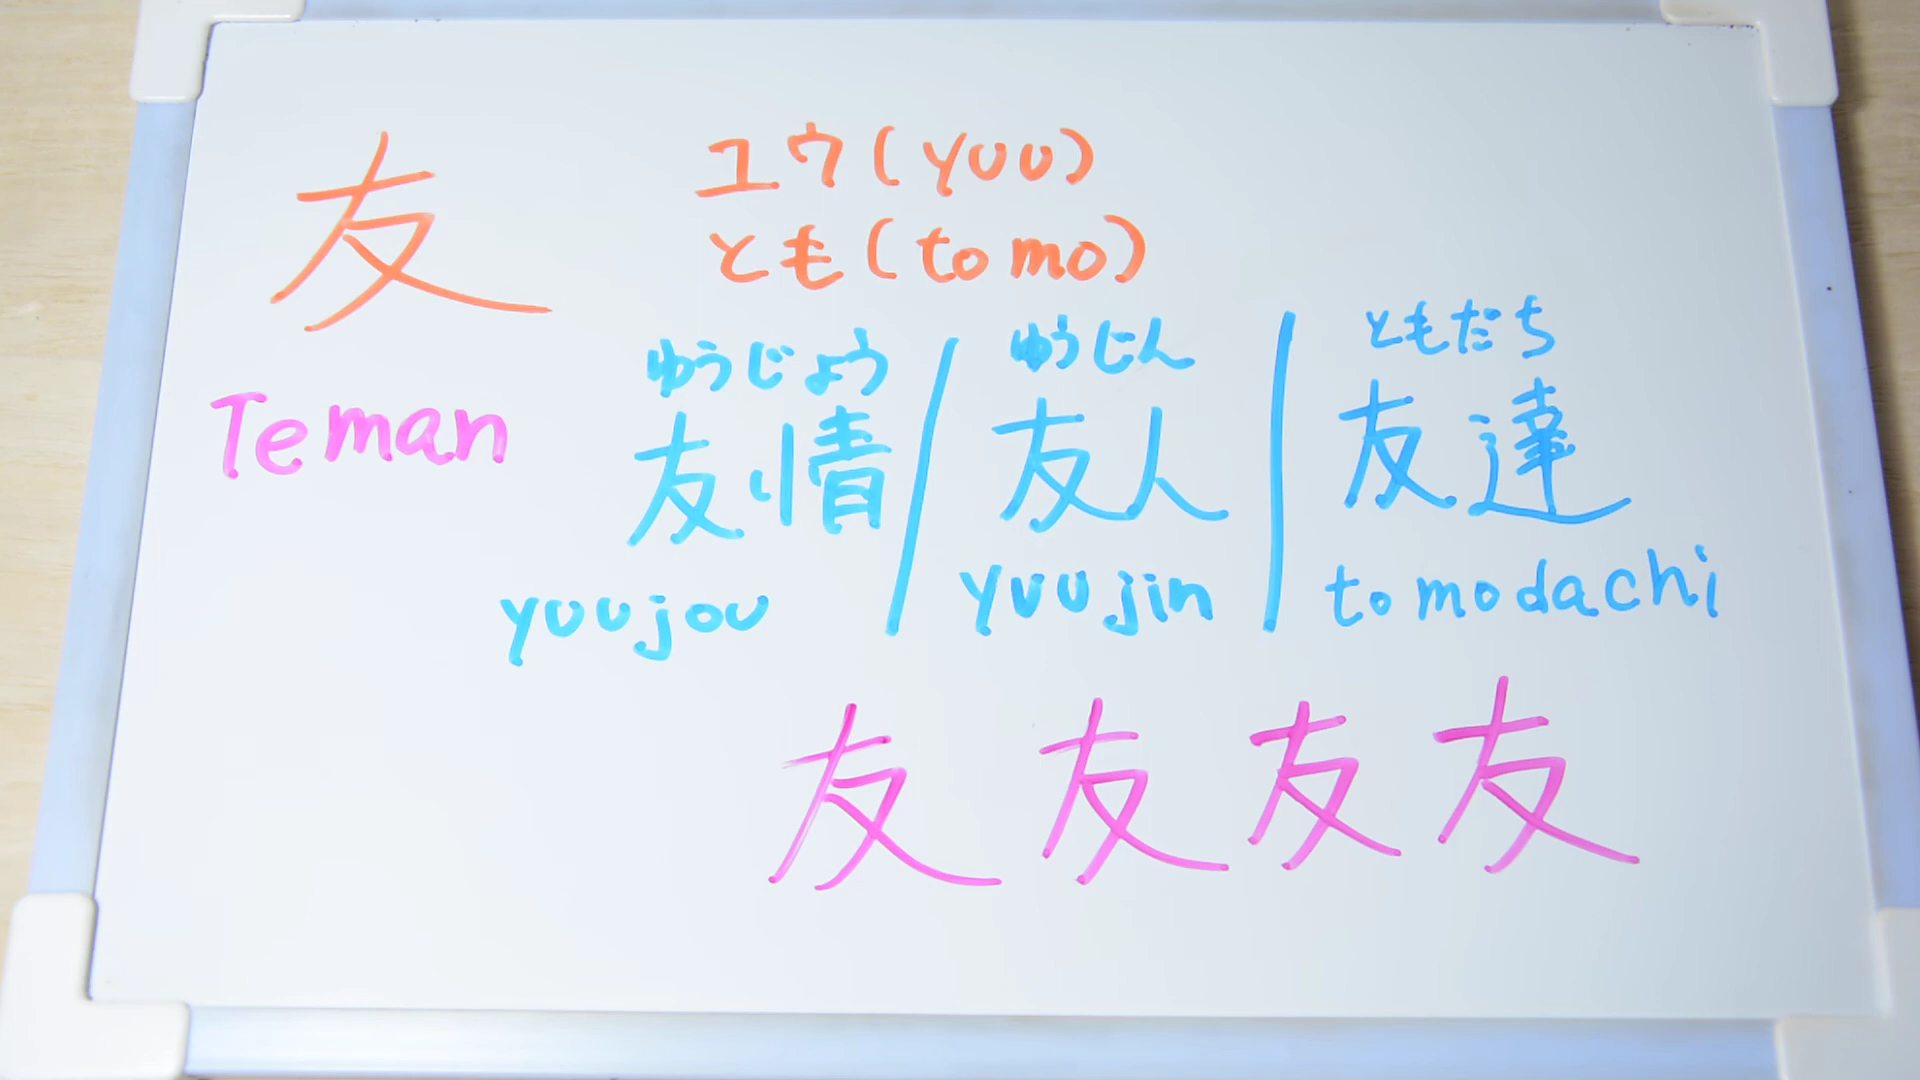 友
ユウ(yuu)
とも(tomo)
Teman
ゆうじょう / ゆうじん | ともだち
友情 / 友人 | 友達
yuujou / yuujin | tomodachi
友 友 友 友